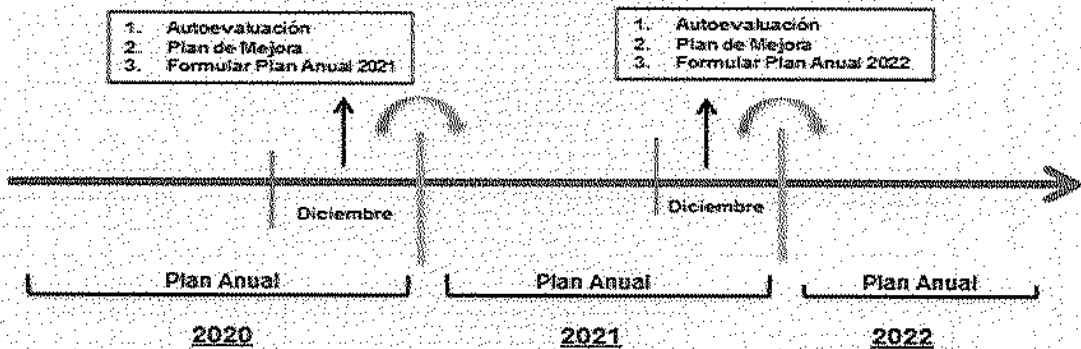 1. Autoevaluación
2. Plan de Mejora
3. Formular Plan Anual 2021
1. Autoevaluación
2. Plan de Mejora
3. Formular Plan Anual 2022
Diciembre
Diciembre
Plan Anual
Plan Anual
Plan Anual
2020
2021
2022